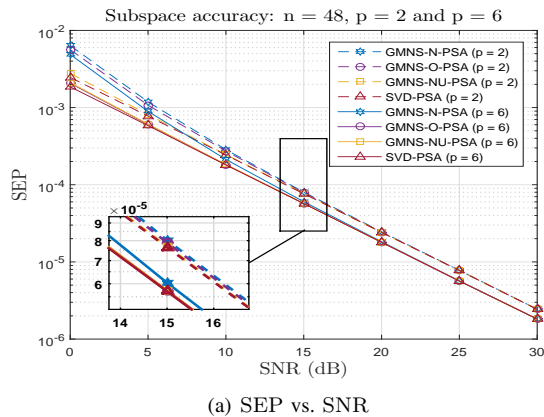 Subspace accuracy: n = 48, p = 2 and p = 6
10^-2
10^-3
10^-4
10^-5
10^-6
SEP
GMNS-N-PSA (p = 2)
GMNS-O-PSA (p = 2)
GMNS-NU-PSA (p = 2)
SVD-PSA (p = 2)
GMNS-N-PSA (p = 6)
GMNS-O-PSA (p = 6)
GMNS-NU-PSA (p = 6)
SVD-PSA (p = 6)
× 10^-5
9
8
7
6
14 15 16
0 5 10 15 20 25 30
SNR (dB)
(a) SEP vs. SNR